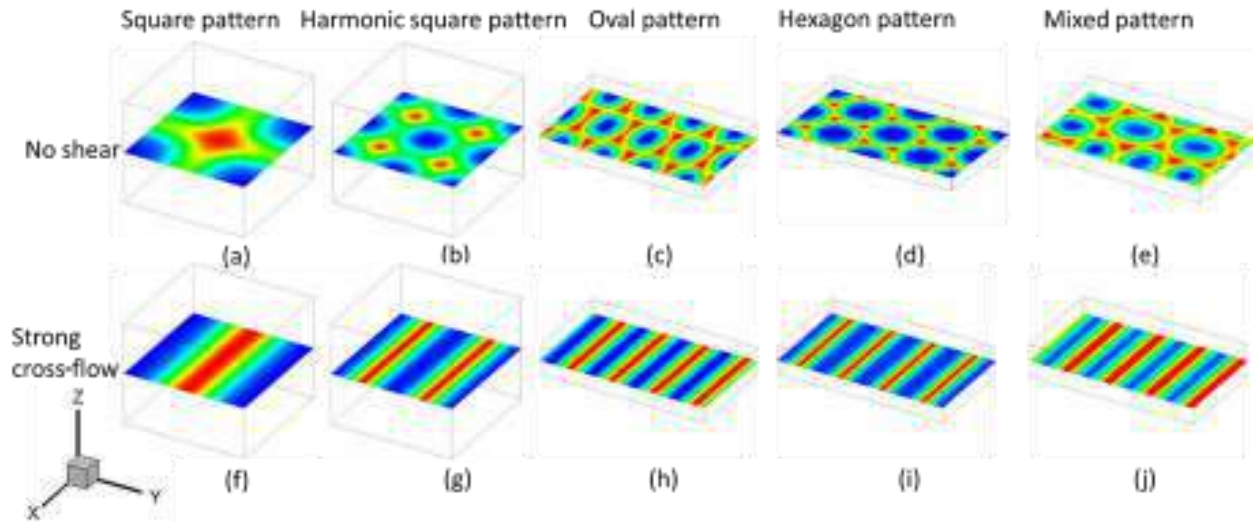 Square pattern Harmonic square pattern Oval pattern Hexagon pattern Mixed pattern
No shear
(a) (b) (c) (d) (e)
Strong
cross-flow
(f) (g) (h) (i) (j)
Z
Y
X